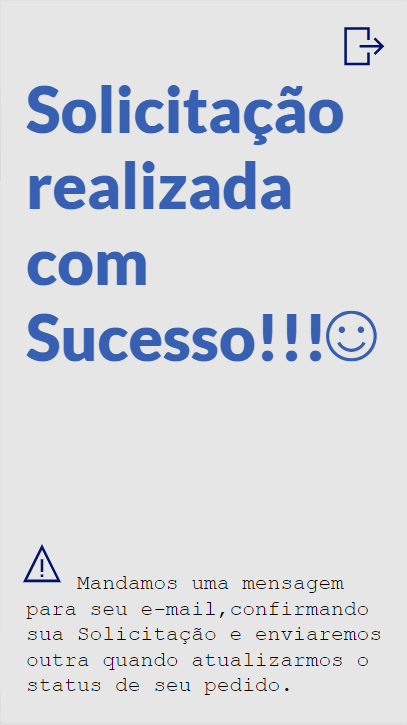 Solicitação
realizada
com
Sucesso!!!
Mandamos uma mensagem
para seu e-mail,confirmando
sua Solicitação e enviaremos
outra quando atualizarmos o
status de seu pedido.